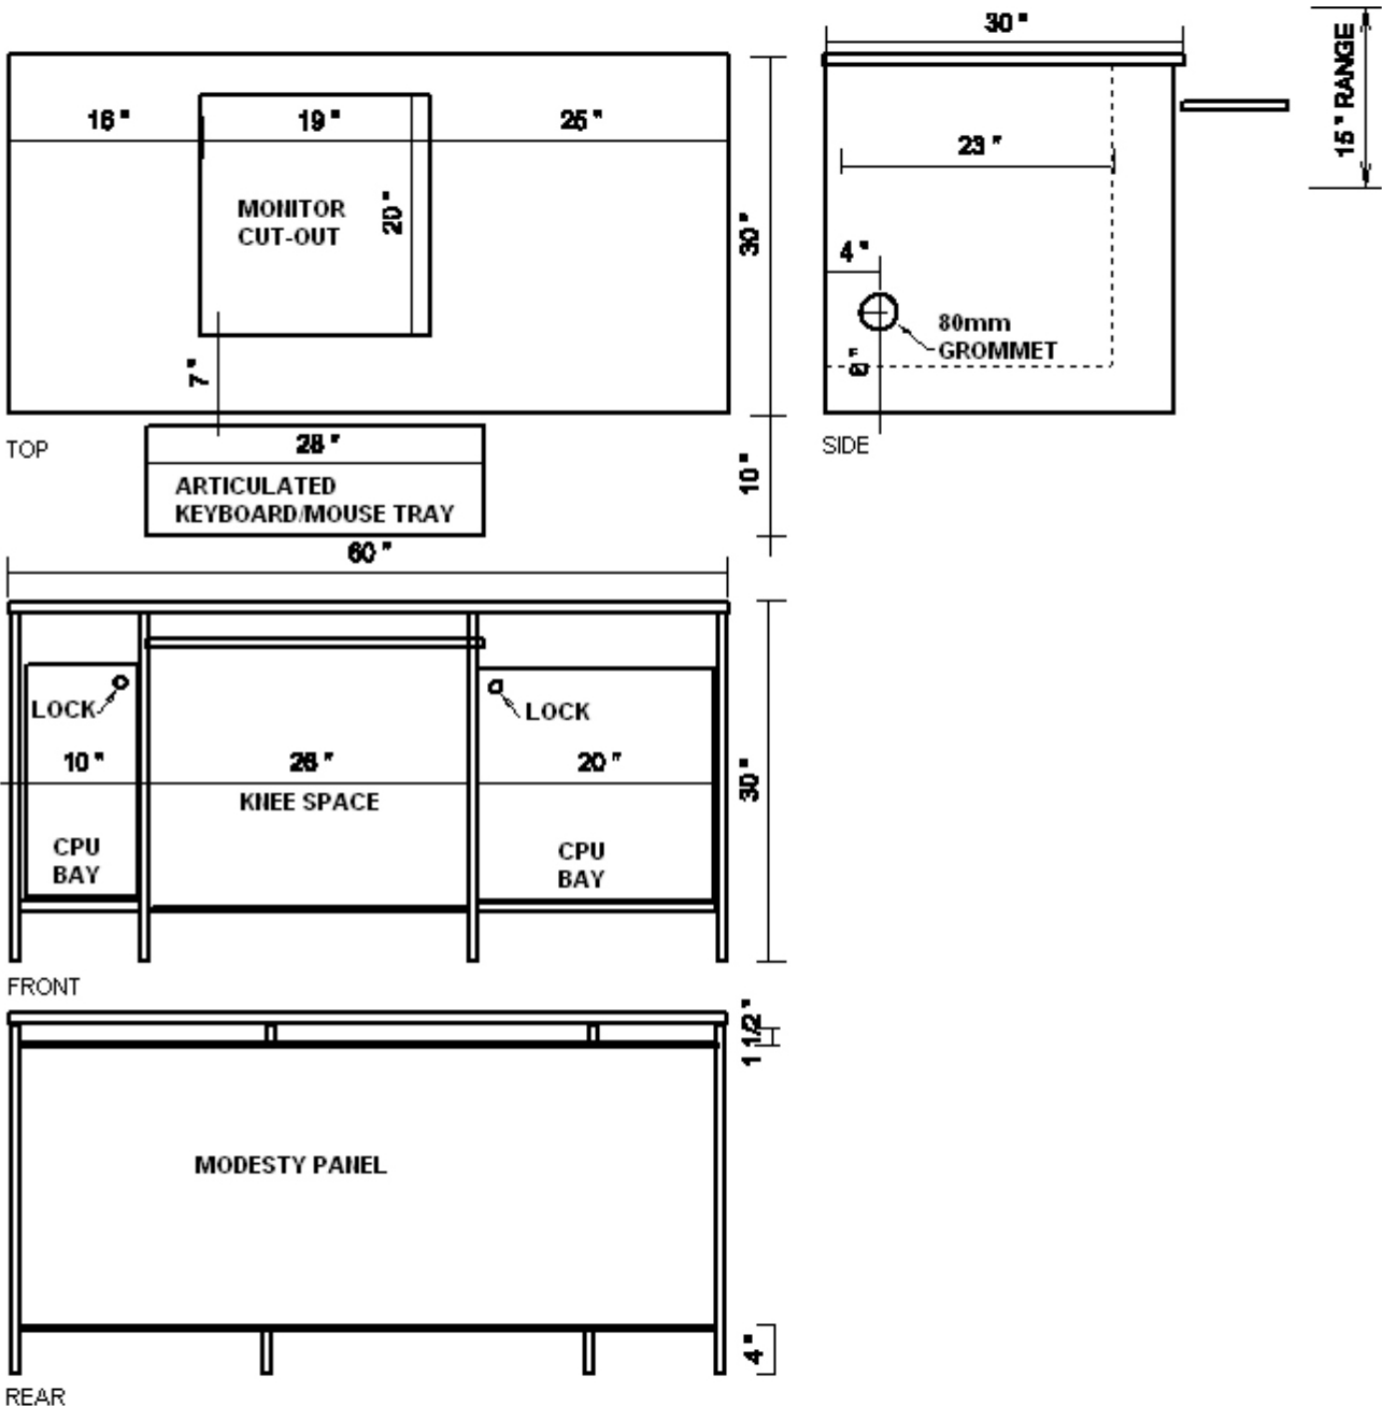 16 "
19 "
25 "
MONITOR
CUT-OUT
20 "
7 "
30 "
TOP
28 "
ARTICULATED
KEYBOARD/MOUSE TRAY
10 "
30 "
15 " RANGE
23 "
4 "
80mm
GROMMET
SIDE
60 "
LOCK
LOCK
10 "
26 "
20 "
KNEE SPACE
CPU
BAY
CPU
BAY
30 "
FRONT
1 1/2 "
MODESTY PANEL
4 "
REAR